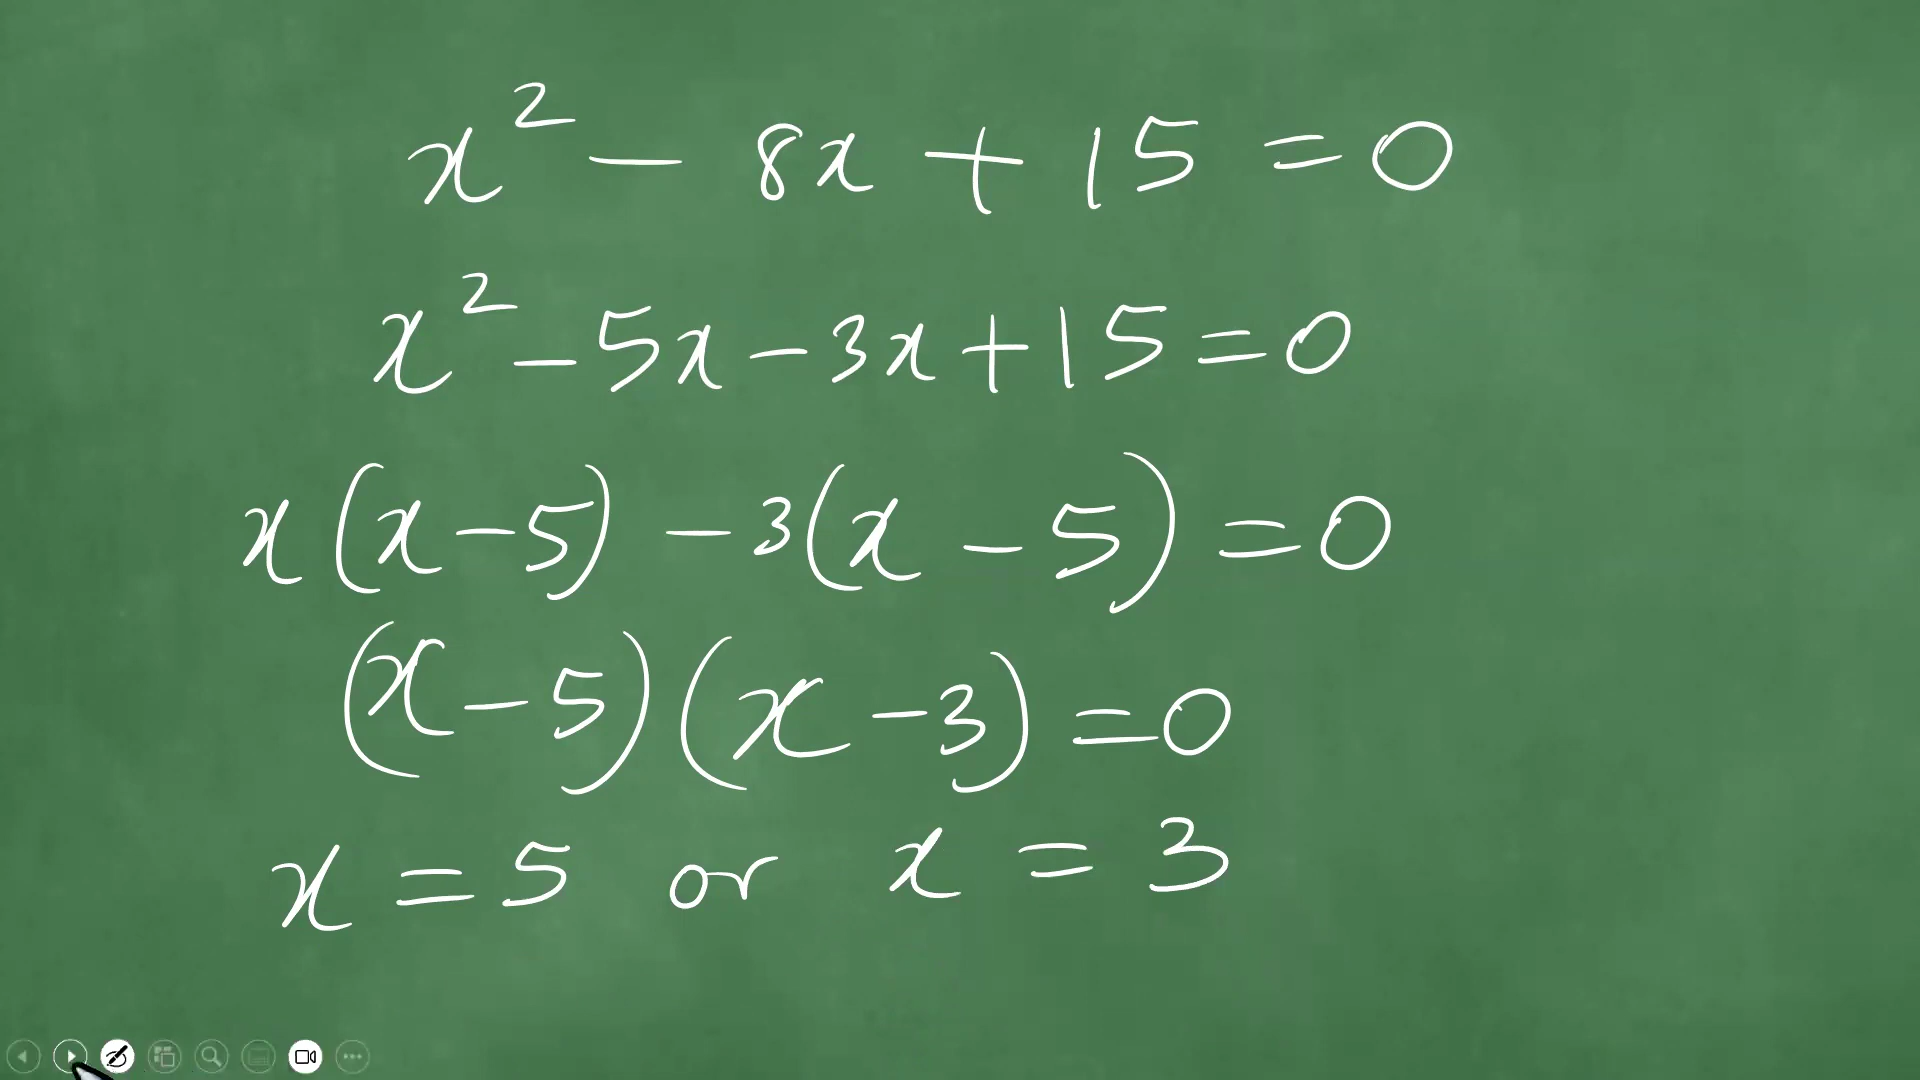 x² - 8x + 15 = 0
x² - 5x - 3x + 15 = 0
x(x - 5) - 3(x - 5) = 0
(x - 5)(x - 3) = 0
x = 5 or x = 3